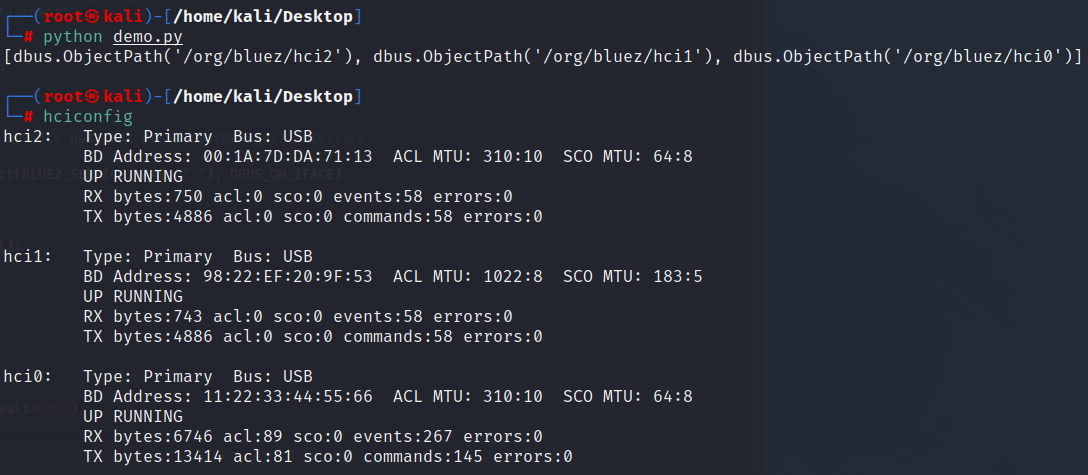 ┌──(root㉿kali)-[/home/kali/Desktop]
└─# python demo.py
[dbus.ObjectPath('/org/bluez/hci2'), dbus.ObjectPath('/org/bluez/hci1'), dbus.ObjectPath('/org/bluez/hci0')]
┌──(root㉿kali)-[/home/kali/Desktop]
└─# hciconfig
hci2:   Type: Primary  Bus: USB
        BD Address: 00:1A:7D:DA:71:13  ACL MTU: 310:10  SCO MTU: 64:8
        UP RUNNING
        RX bytes:750 acl:0 sco:0 events:58 errors:0
        TX bytes:4886 acl:0 sco:0 commands:58 errors:0
hci1:   Type: Primary  Bus: USB
        BD Address: 98:22:EF:20:9F:53  ACL MTU: 1022:8  SCO MTU: 183:5
        UP RUNNING
        RX bytes:743 acl:0 sco:0 events:58 errors:0
        TX bytes:4886 acl:0 sco:0 commands:58 errors:0
hci0:   Type: Primary  Bus: USB
        BD Address: 11:22:33:44:55:66  ACL MTU: 310:10  SCO MTU: 64:8
        UP RUNNING
        RX bytes:6746 acl:89 sco:0 events:267 errors:0
        TX bytes:13414 acl:81 sco:0 commands:145 errors:0